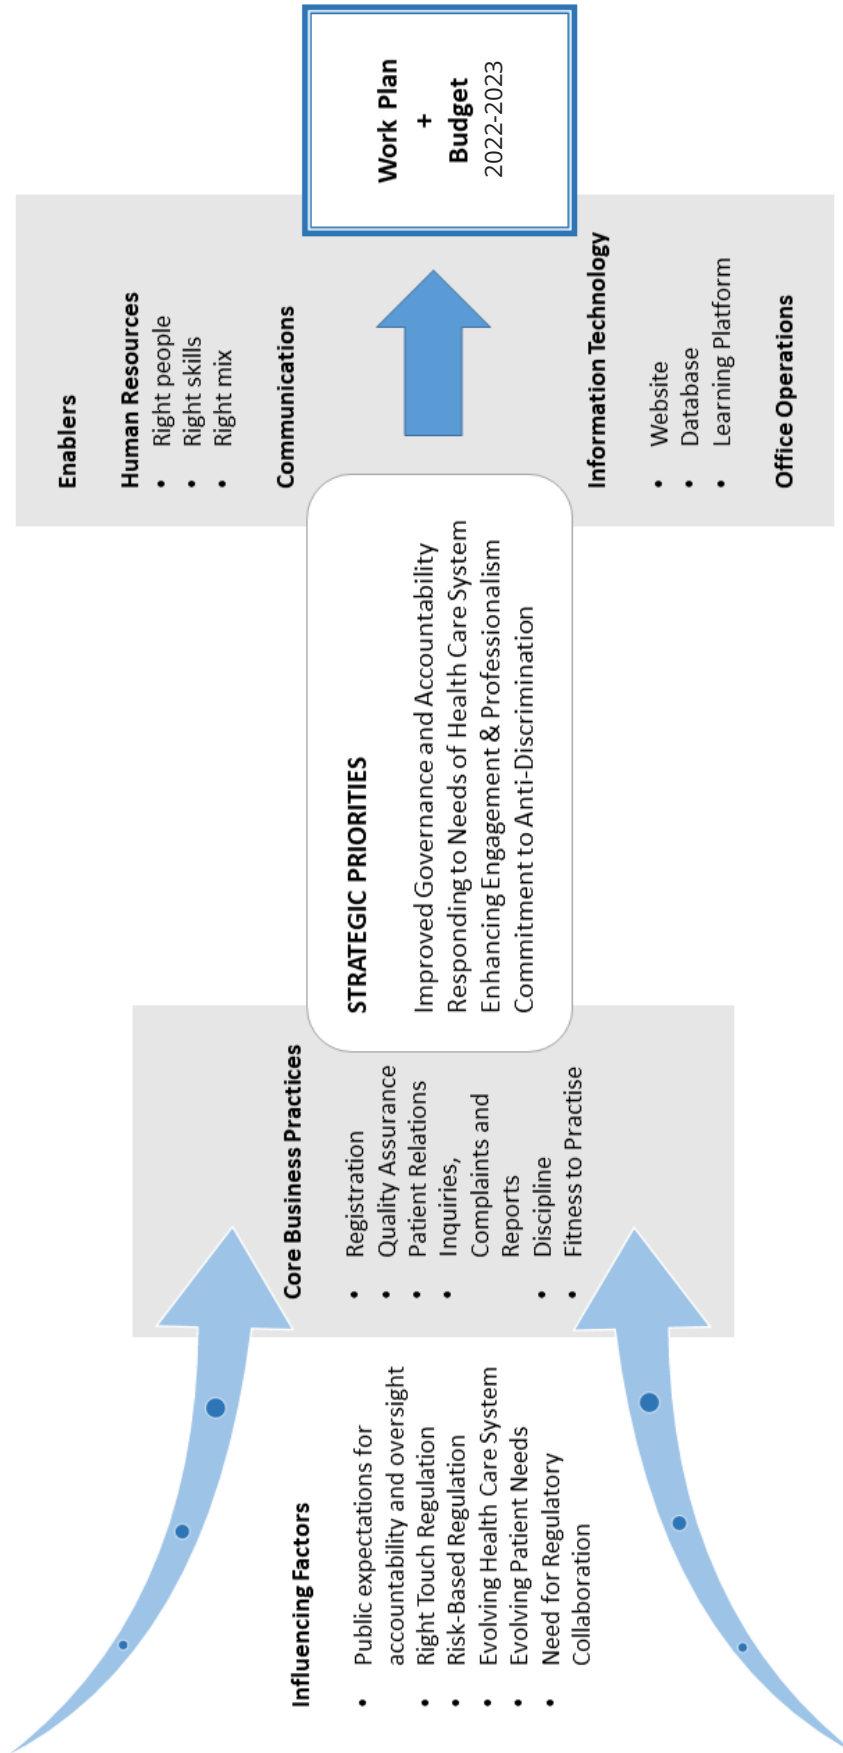 Influencing Factors
• Public expectations for
accountability and oversight
• Right Touch Regulation
• Risk-Based Regulation
• Evolving Health Care System
• Evolving Patient Needs
• Need for Regulatory
Collaboration
Core Business Practices
• Registration
• Quality Assurance
• Patient Relations
• Inquiries,
Complaints and
Reports
• Discipline
• Fitness to Practise
STRATEGIC PRIORITIES
Improved Governance and Accountability
Responding to Needs of Health Care System
Enhancing Engagement & Professionalism
Commitment to Anti-Discrimination
Enablers
Human Resources
• Right people
• Right skills
• Right mix
Communications
Information Technology
• Website
• Database
• Learning Platform
Office Operations
Work Plan
+
Budget
2022-2023